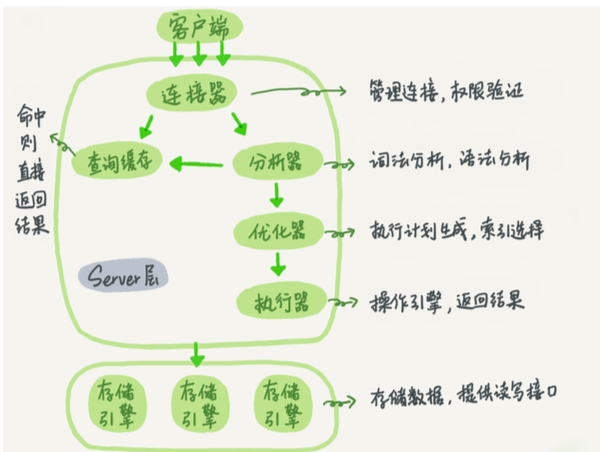 客户端
连接器
管理连接，权限验证
命中
则
直接
返回
结果
查询缓存
分析器
词法分析，语法分析
优化器
执行计划生成，索引选择
Server层
执行器
操作引擎，返回结果
存储
引擎
存储
引擎
存储
引擎
存储数据，提供读写接口